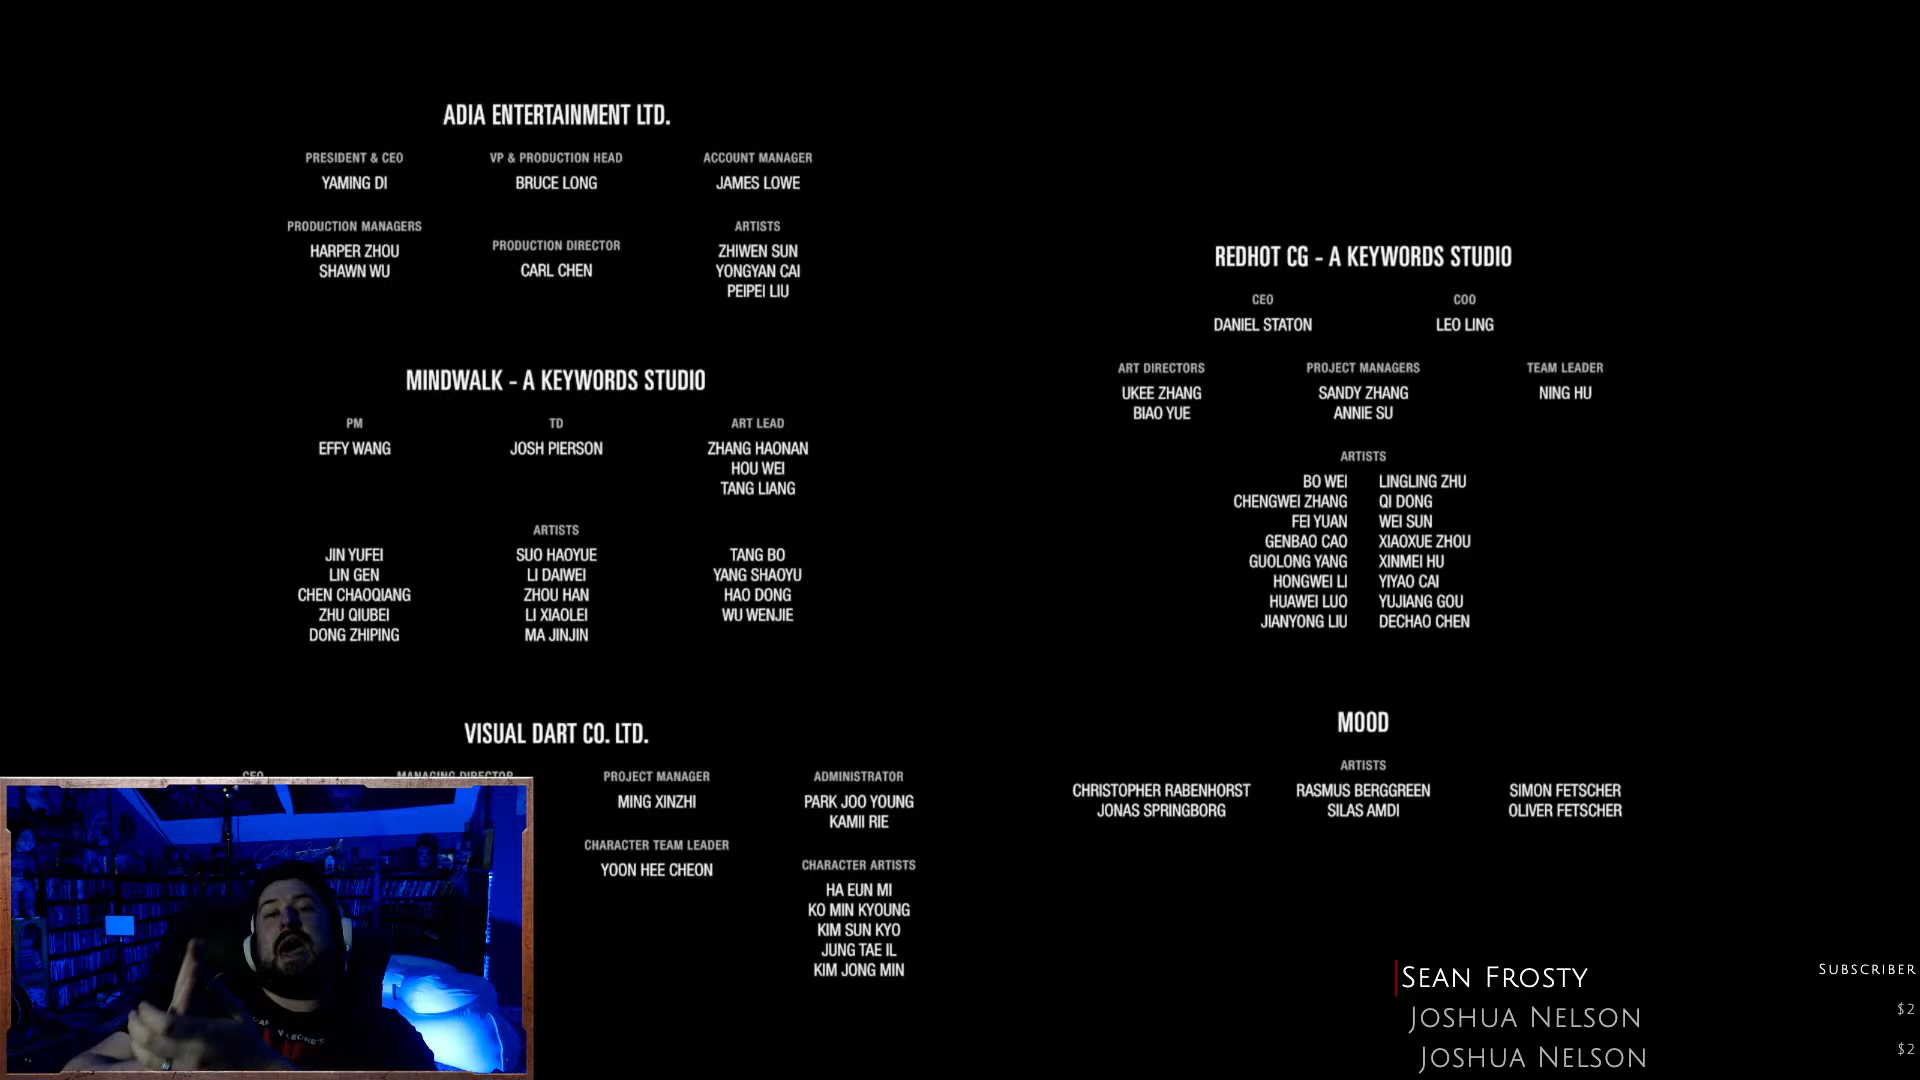 ADIA ENTERTAINMENT LTD.
PRESIDENT & CEO
YAMING DI
VP & PRODUCTION HEAD
BRUCE LONG
ACCOUNT MANAGER
JAMES LOWE
PRODUCTION MANAGERS
HARPER ZHOU
SHAWN WU
PRODUCTION DIRECTOR
CARL CHEN
ARTISTS
ZHIWEN SUN
YONGYAN CAI
PEIPEI LIU
MINDWALK - A KEYWORDS STUDIO
PM
EFFY WANG
TD
JOSH PIERSON
ART LEAD
ZHANG HAONAN
HOU WEI
TANG LIANG
ARTISTS
JIN YUFEI
LIN GEN
CHEN CHAOQIANG
ZHU QIUBEI
DONG ZHIPING
SUO HAOYUE
LI DAIWEI
ZHOU HAN
LI XIAOLEI
MA JINJIN
TANG BO
YANG SHAOYU
HAO DONG
WU WENJIE
VISUAL DART CO. LTD.
CEO
MANAGING DIRECTOR
PROJECT MANAGER
MING XINZHI
ADMINISTRATOR
PARK JOO YOUNG
KAMII RIE
CHARACTER TEAM LEADER
YOON HEE CHEON
CHARACTER ARTISTS
HA EUN MI
KO MIN KYOUNG
KIM SUN KYO
JUNG TAE IL
KIM JONG MIN
REDHOT CG - A KEYWORDS STUDIO
CEO
DANIEL STATON
COO
LEO LING
ART DIRECTORS
UKEE ZHANG
BIAO YUE
PROJECT MANAGERS
SANDY ZHANG
ANNIE SU
TEAM LEADER
NING HU
ARTISTS
BO WEI
CHENGWEI ZHANG
FEI YUAN
GENBAO CAO
GUOLONG YANG
HONGWEI LI
HUAWEI LUO
JIANYONG LIU
LINGLING ZHU
QI DONG
WEI SUN
XIAOXUE ZHOU
XINMEI HU
YIYAO CAI
YUJIANG GOU
DECHAO CHEN
MOOD
ARTISTS
CHRISTOPHER RABENHORST
JONAS SPRINGBORG
RASMUS BERGGREEN
SILAS AMDI
SIMON FETSCHER
OLIVER FETSCHER
SEAN FROSTY SUBSCRIBER
JOSHUA NELSON $2
JOSHUA NELSON $2